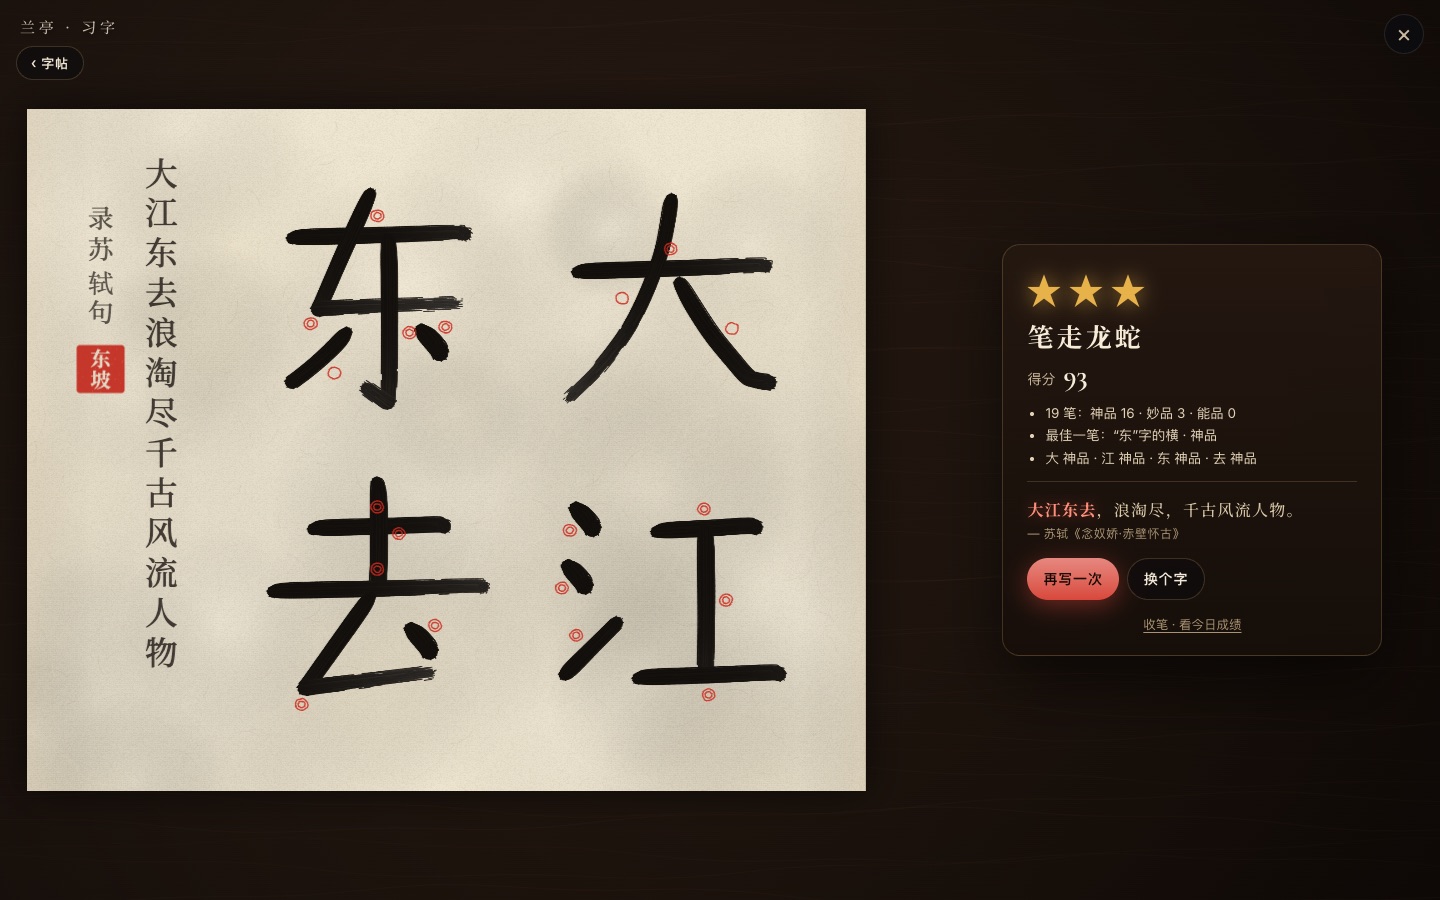 兰亭 · 习字
‹ 字帖
✕
大江
东去
大江东去浪淘尽千古风流人物
录苏轼句
东坡
笔走龙蛇
得分 93
• 19 笔：神品 16 · 妙品 3 · 能品 0
• 最佳一笔：“东”字的横 · 神品
• 大 神品 · 江 神品 · 东 神品 · 去 神品
大江东去，浪淘尽，千古风流人物。
— 苏轼《念奴娇·赤壁怀古》
再写一次
换个字
收笔 · 看今日成绩